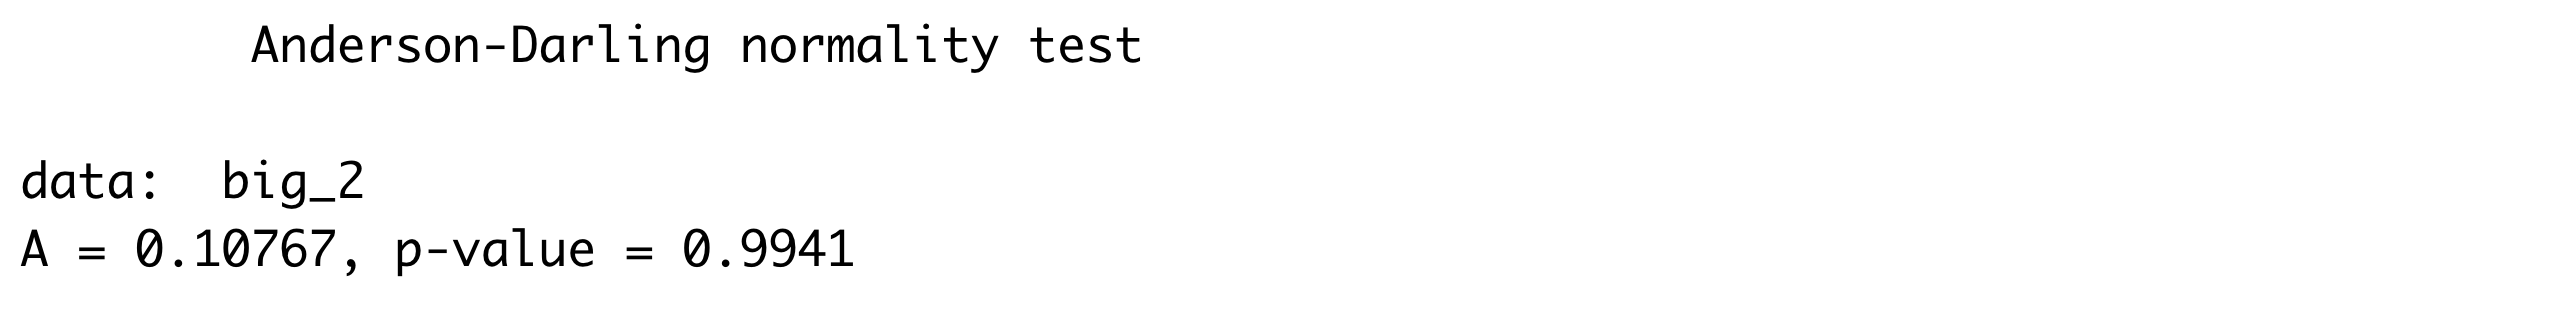 Anderson-Darling normality test
data:  big_2
A = 0.10767, p-value = 0.9941